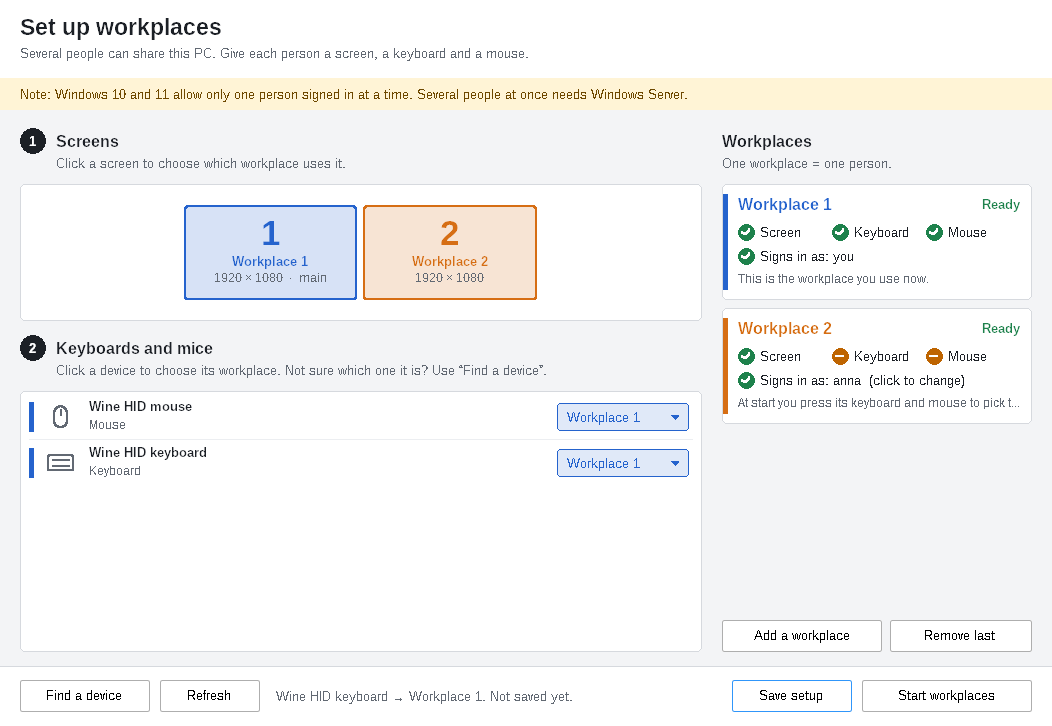 Set up workplaces
Several people can share this PC. Give each person a screen, a keyboard and a mouse.
Note: Windows 10 and 11 allow only one person signed in at a time. Several people at once needs Windows Server.
1 Screens
Click a screen to choose which workplace uses it.
1
Workplace 1
1920 × 1080 · main
2
Workplace 2
1920 × 1080
2 Keyboards and mice
Click a device to choose its workplace. Not sure which one it is? Use “Find a device”.
Wine HID mouse
Mouse
Workplace 1
Wine HID keyboard
Keyboard
Workplace 1
Workplaces
One workplace = one person.
Workplace 1 Ready
Screen Keyboard Mouse
Signs in as: you
This is the workplace you use now.
Workplace 2 Ready
Screen Keyboard Mouse
Signs in as: anna (click to change)
At start you press its keyboard and mouse to pick t...
Add a workplace Remove last
Find a device Refresh Wine HID keyboard → Workplace 1. Not saved yet. Save setup Start workplaces